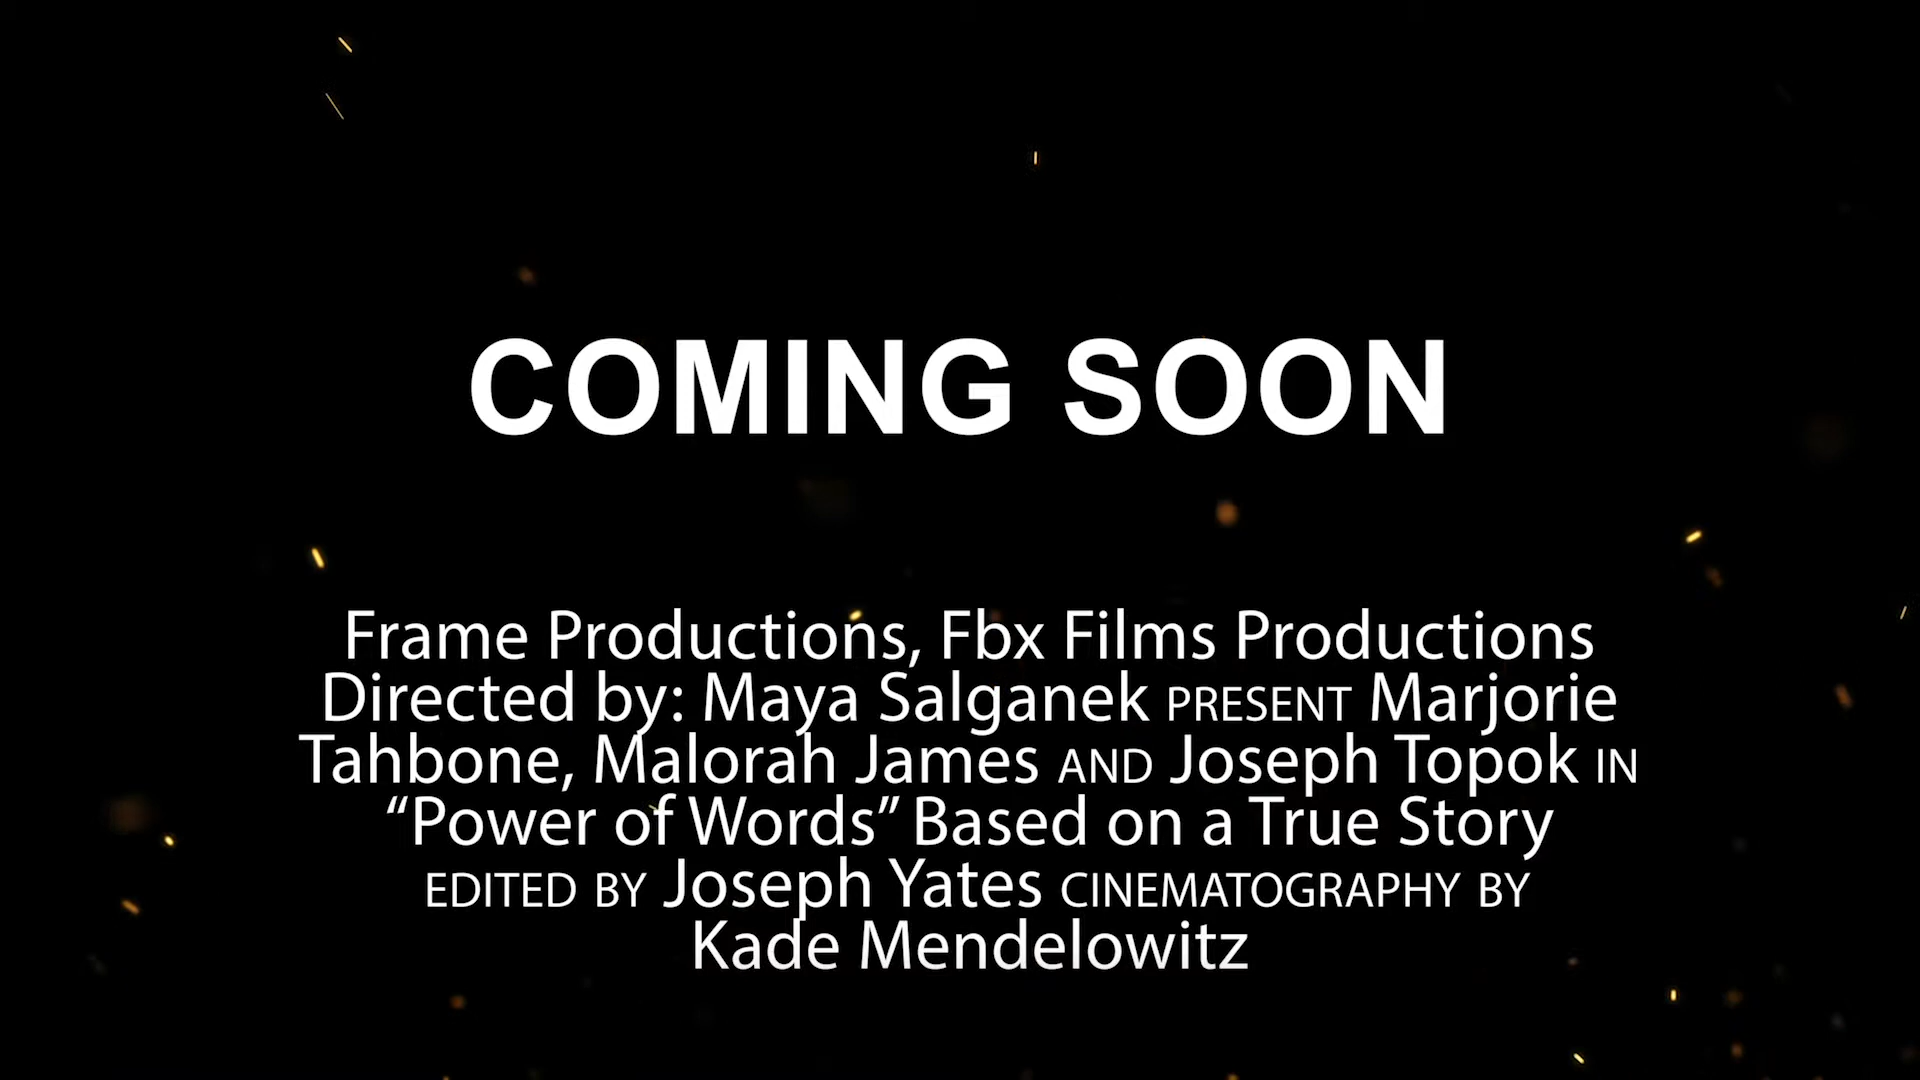 COMING SOON
Frame Productions, Fbx Films Productions
Directed by: Maya Salganek PRESENT Marjorie
Tahbone, Malorah James AND Joseph Topok IN
“Power of Words” Based on a True Story
EDITED BY Joseph Yates CINEMATOGRAPHY BY
Kade Mendelowitz